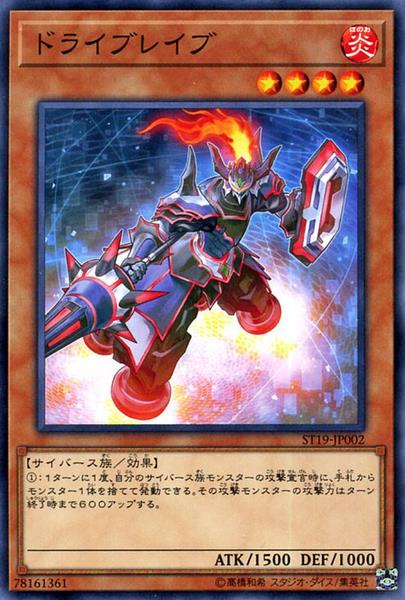 ドライブレイブ
ほのお
炎
ST19-JP002
【サイバース族/効果】
①:1ターンに1度、自分のサイバース族モンスターの攻撃宣言時に、手札から
モンスター1体を捨てて発動できる。その攻撃モンスターの攻撃力はターン
終了時まで600アップする。
ATK/1500 DEF/1000
78161361
©高橋和希 スタジオ・ダイス/集英社